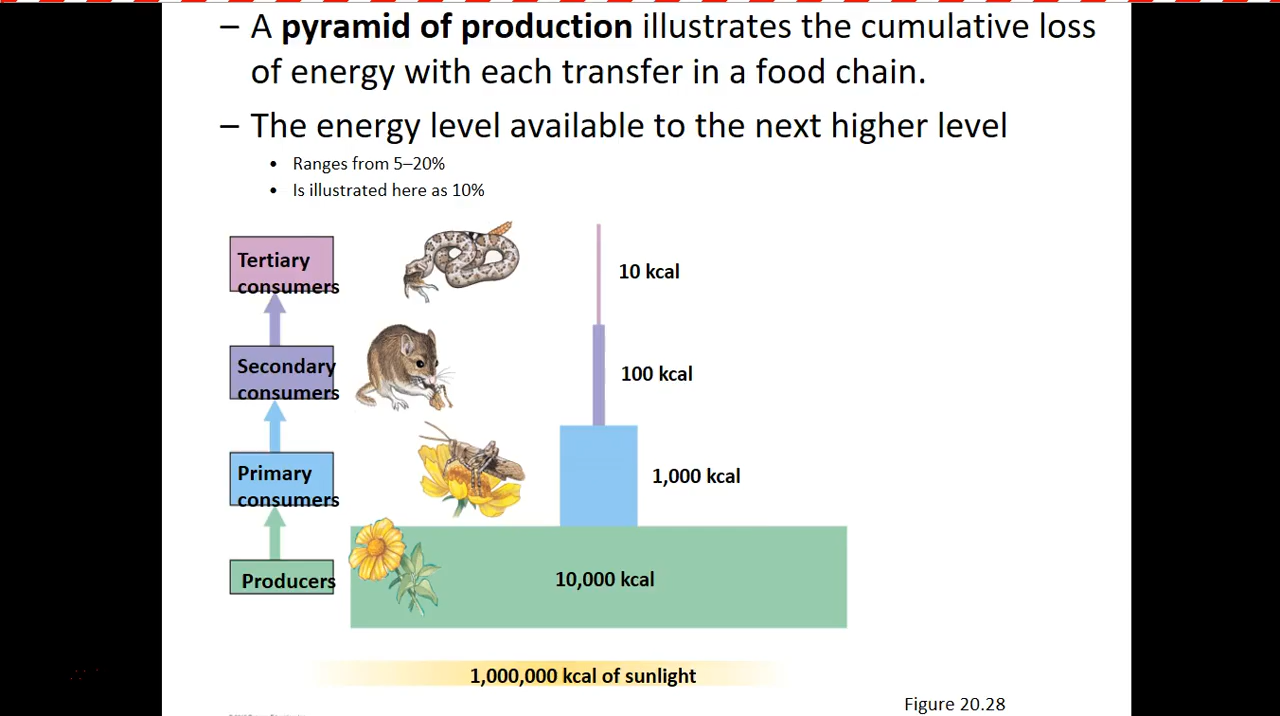 – A pyramid of production illustrates the cumulative loss
of energy with each transfer in a food chain.
– The energy level available to the next higher level
• Ranges from 5–20%
• Is illustrated here as 10%
Tertiary
consumers
10 kcal
Secondary
consumers
100 kcal
Primary
consumers
1,000 kcal
Producers
10,000 kcal
1,000,000 kcal of sunlight
Figure 20.28